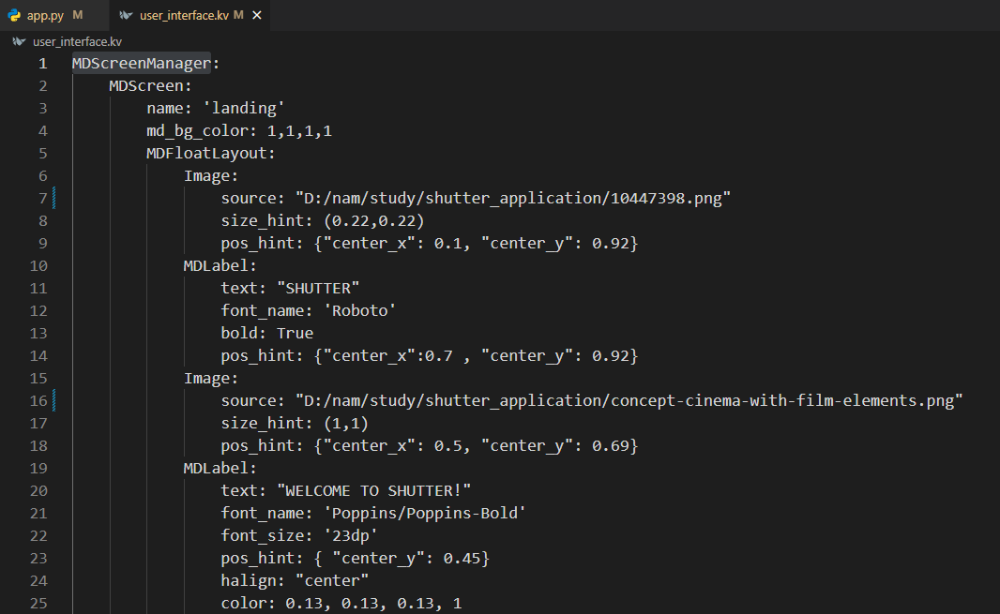 app.py M user_interface.kv M
user_interface.kv
1 MDScreenManager:
2 MDScreen:
3 name: 'landing'
4 md_bg_color: 1,1,1,1
5 MDFloatLayout:
6 Image:
7 source: "D:/nam/study/shutter_application/10447398.png"
8 size_hint: (0.22,0.22)
9 pos_hint: {"center_x": 0.1, "center_y": 0.92}
10 MDLabel:
11 text: "SHUTTER"
12 font_name: 'Roboto'
13 bold: True
14 pos_hint: {"center_x":0.7 , "center_y": 0.92}
15 Image:
16 source: "D:/nam/study/shutter_application/concept-cinema-with-film-elements.png"
17 size_hint: (1,1)
18 pos_hint: {"center_x": 0.5, "center_y": 0.69}
19 MDLabel:
20 text: "WELCOME TO SHUTTER!"
21 font_name: 'Poppins/Poppins-Bold'
22 font_size: '23dp'
23 pos_hint: { "center_y": 0.45}
24 halign: "center"
25 color: 0.13, 0.13, 0.13, 1